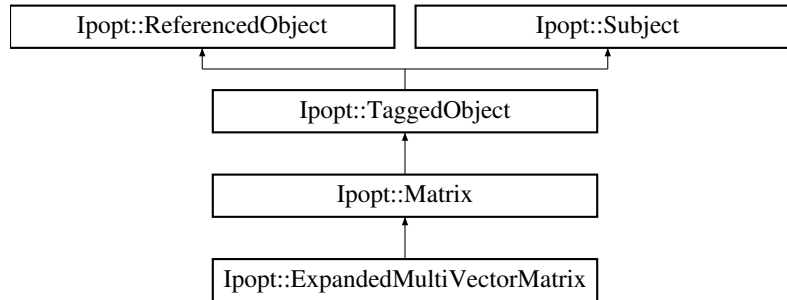 Ipopt::ReferencedObject
Ipopt::Subject
Ipopt::TaggedObject
Ipopt::Matrix
Ipopt::ExpandedMultiVectorMatrix